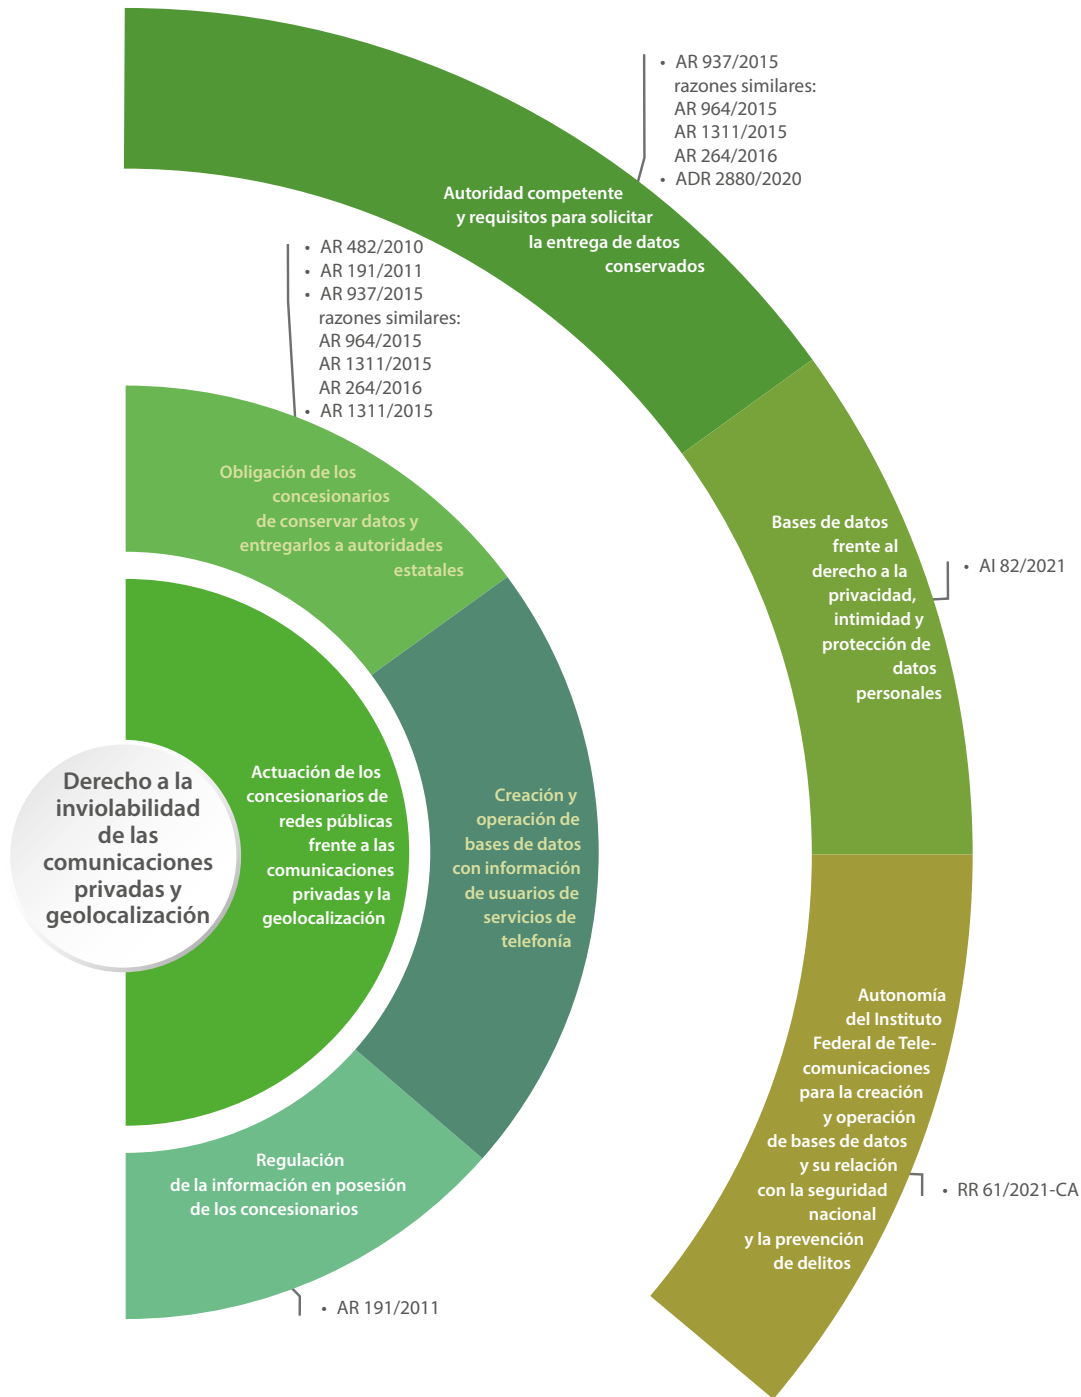 • AR 937/2015
razones similares:
AR 964/2015
AR 1311/2015
AR 264/2016
• ADR 2880/2020
Autoridad competente
y requisitos para solicitar
la entrega de datos
conservados
• AR 482/2010
• AR 191/2011
• AR 937/2015
razones similares:
AR 964/2015
AR 1311/2015
AR 264/2016
• AR 1311/2015
Obligación de los
concesionarios
de conservar datos y
entregarlos a autoridades
estatales
Bases de datos
frente al
derecho a la
privacidad,
intimidad y
protección de
datos
personales
• AI 82/2021
Derecho a la
inviolabilidad
de las
comunicaciones
privadas y
geolocalización
Actuación de los
concesionarios de
redes públicas
frente a las
comunicaciones
privadas y la
geolocalización
Creación y
operación de
bases de datos
con información
de usuarios de
servicios de
telefonía
Autonomía
del Instituto
Federal de Tele-
comunicaciones
para la creación
y operación
de bases de datos
y su relación
con la seguridad
nacional
y la prevención
de delitos
• RR 61/2021-CA
Regulación
de la información en posesión
de los concesionarios
• AR 191/2011